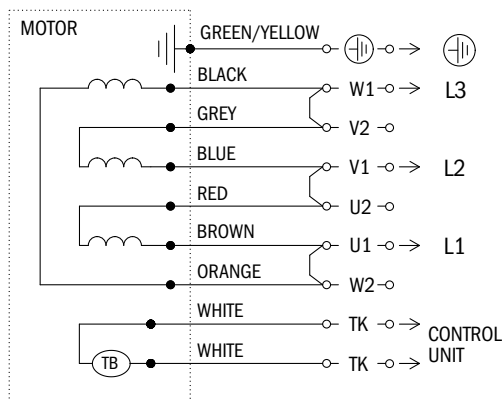 MOTOR
GREEN/YELLOW
BLACK
W1
L3
GREY
V2
BLUE
V1
L2
RED
U2
BROWN
U1
L1
ORANGE
W2
WHITE
TK
CONTROL
UNIT
TB
WHITE
TK